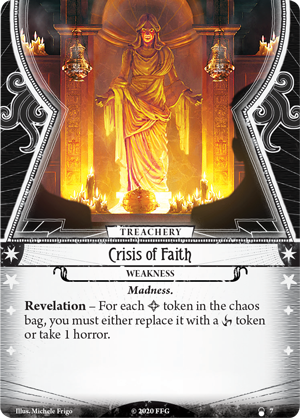 TREACHERY
Crisis of Faith
WEAKNESS
Madness.
Revelation – For each token in the chaos
bag, you must either replace it with a token
or take 1 horror.
Illus. Michele Frigo
© 2020 FFG
7